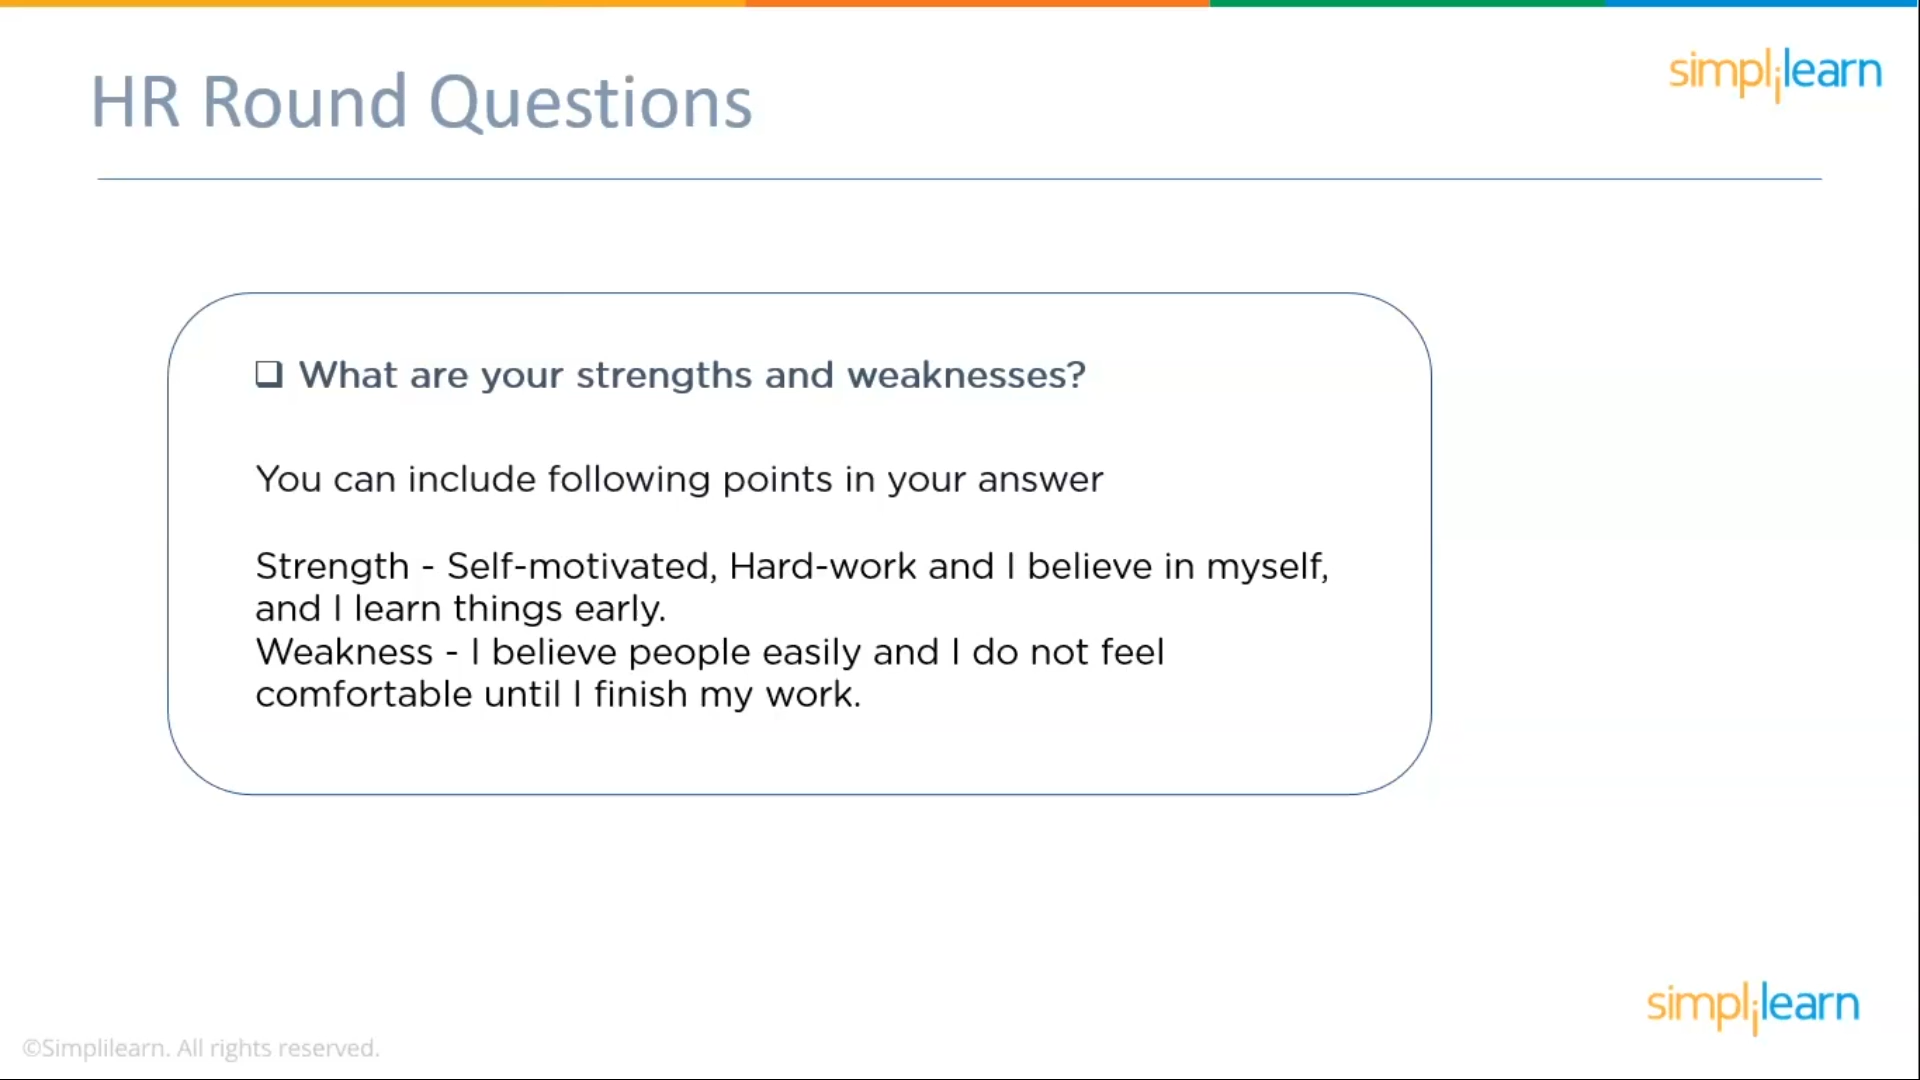 HR Round Questions
simplilearn
What are your strengths and weaknesses?
You can include following points in your answer
Strength - Self-motivated, Hard-work and I believe in myself,
and I learn things early.
Weakness - I believe people easily and I do not feel
comfortable until I finish my work.
simplilearn
©Simplilearn. All rights reserved.